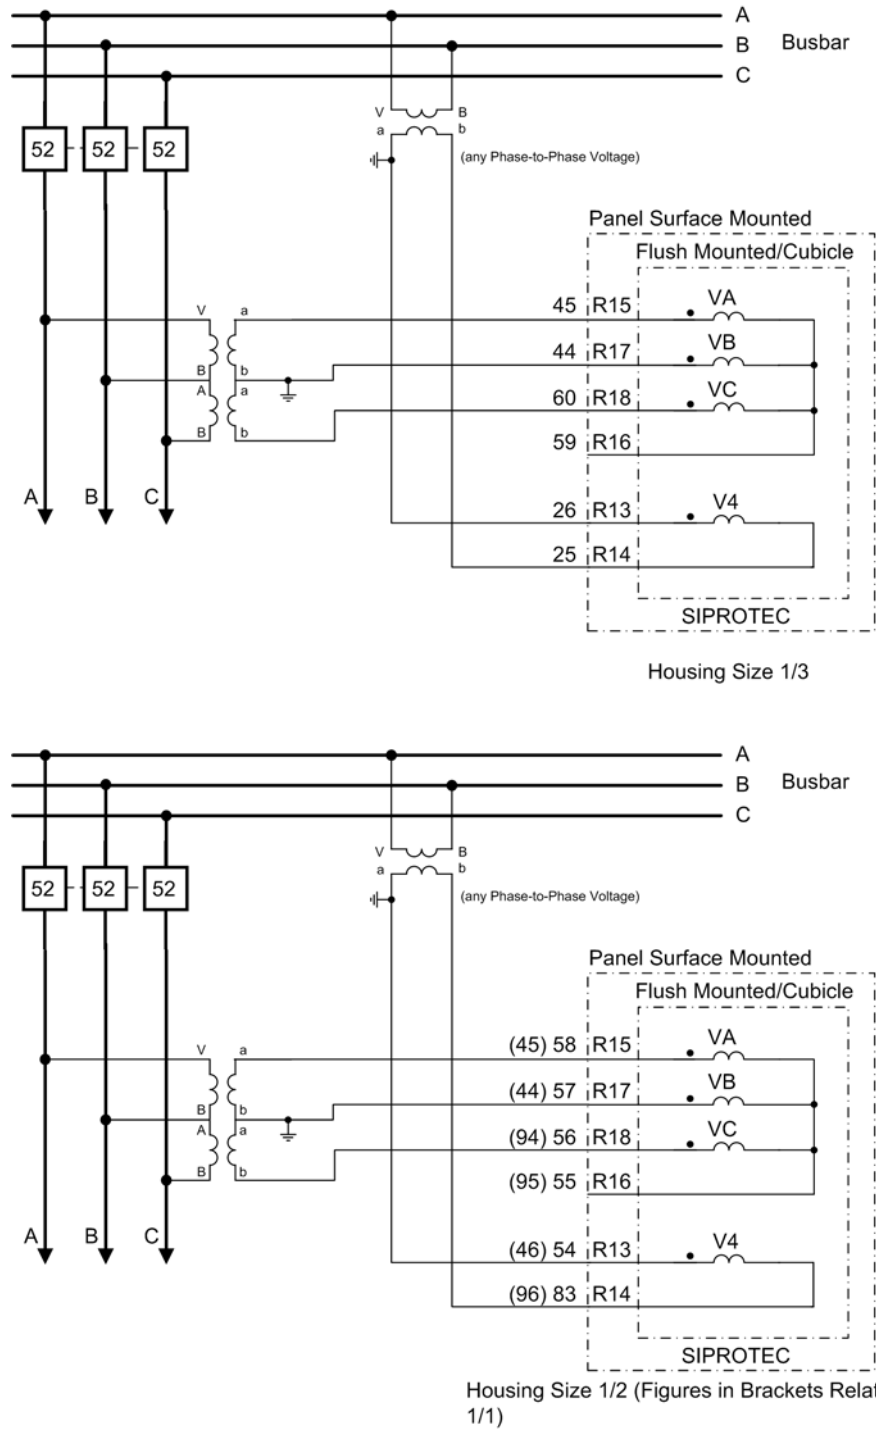 A
B Busbar
C
V B
a b
52 52 52
(any Phase-to-Phase Voltage)
Panel Surface Mounted
Flush Mounted/Cubicle
V a 45 R15 VA
44 R17 VB
B b
A a 60 R18 VC
B b 59 R16
A B C 26 R13 V4
25 R14
SIPROTEC
Housing Size 1/3
A
B Busbar
C
V B
a b
52 52 52
(any Phase-to-Phase Voltage)
Panel Surface Mounted
Flush Mounted/Cubicle
V a (45) 58 R15 VA
(44) 57 R17 VB
B b
A a (94) 56 R18 VC
B b (95) 55 R16
A B C (46) 54 R13 V4
(96) 83 R14
SIPROTEC
Housing Size 1/2 (Figures in Brackets Relat
1/1)